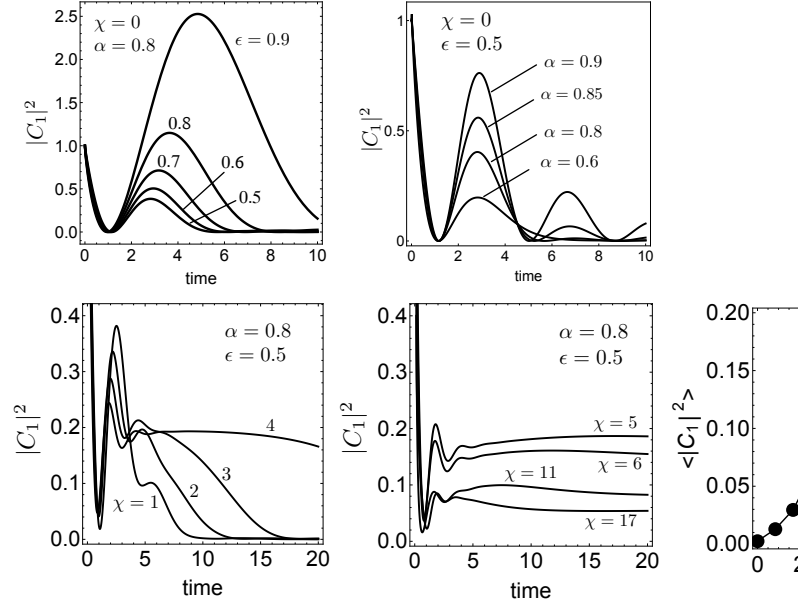 χ = 0
α = 0.8
ϵ = 0.9
0.8
0.7
0.6
0.5
|C₁|²
2.5
2.0
1.5
1.0
0.5
0.0
0 2 4 6 8 10
time
χ = 0
ϵ = 0.5
α = 0.9
α = 0.85
α = 0.8
α = 0.6
|C₁|²
1
0.5
0
0 2 4 6 8 10
time
α = 0.8
ϵ = 0.5
4
3
2
χ = 1
|C₁|²
0.4
0.3
0.2
0.1
0.0
0 5 10 15 20
time
α = 0.8
ϵ = 0.5
χ = 5
χ = 6
χ = 11
χ = 17
|C₁|²
0.4
0.3
0.2
0.1
0.0
0 5 10 15 20
time
<|C₁|²>
0.20
0.15
0.10
0.05
0.00
0 2